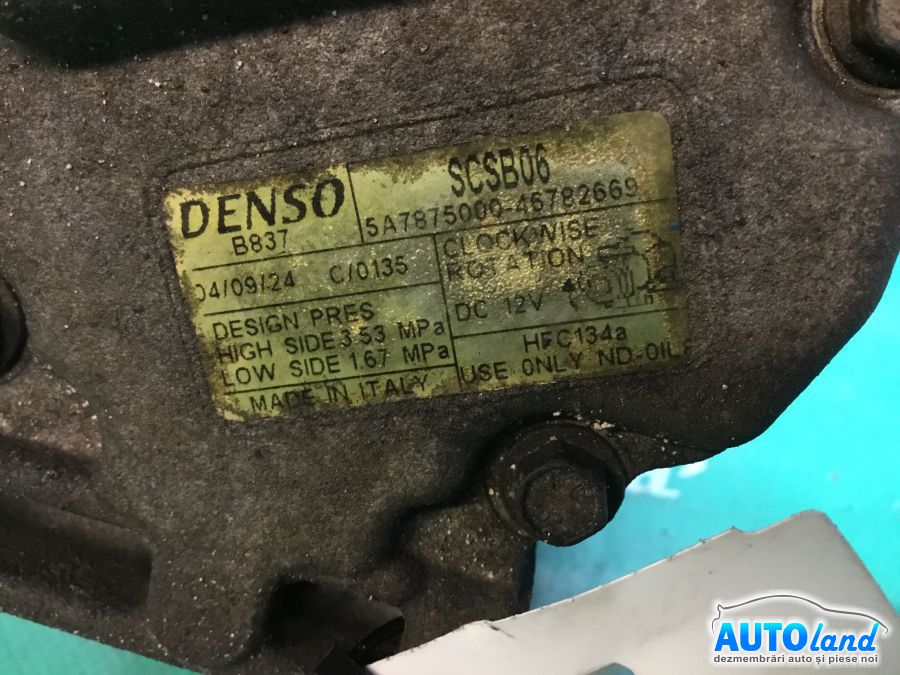 DENSO
B837
SCSB06
5A7875000-46782669
04/09/24 C/0135
CLOCKWISE
ROTATION
DC 12V
DESIGN PRES
HIGH SIDE 3.53 MPa
LOW SIDE 1.67 MPa
MADE IN ITALY
HFC134a
USE ONLY ND-OIL
AUTOland
dezmembrări auto și piese noi